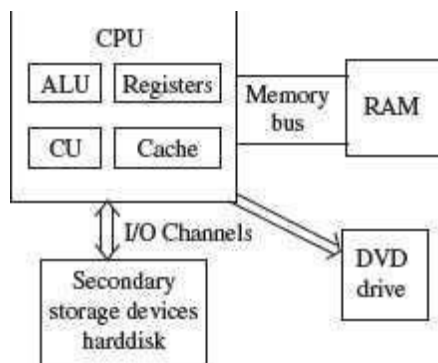 CPU
ALU
Registers
Memory
bus
RAM
CU
Cache
I/O Channels
Secondary
storage devices
harddisk
DVD
drive